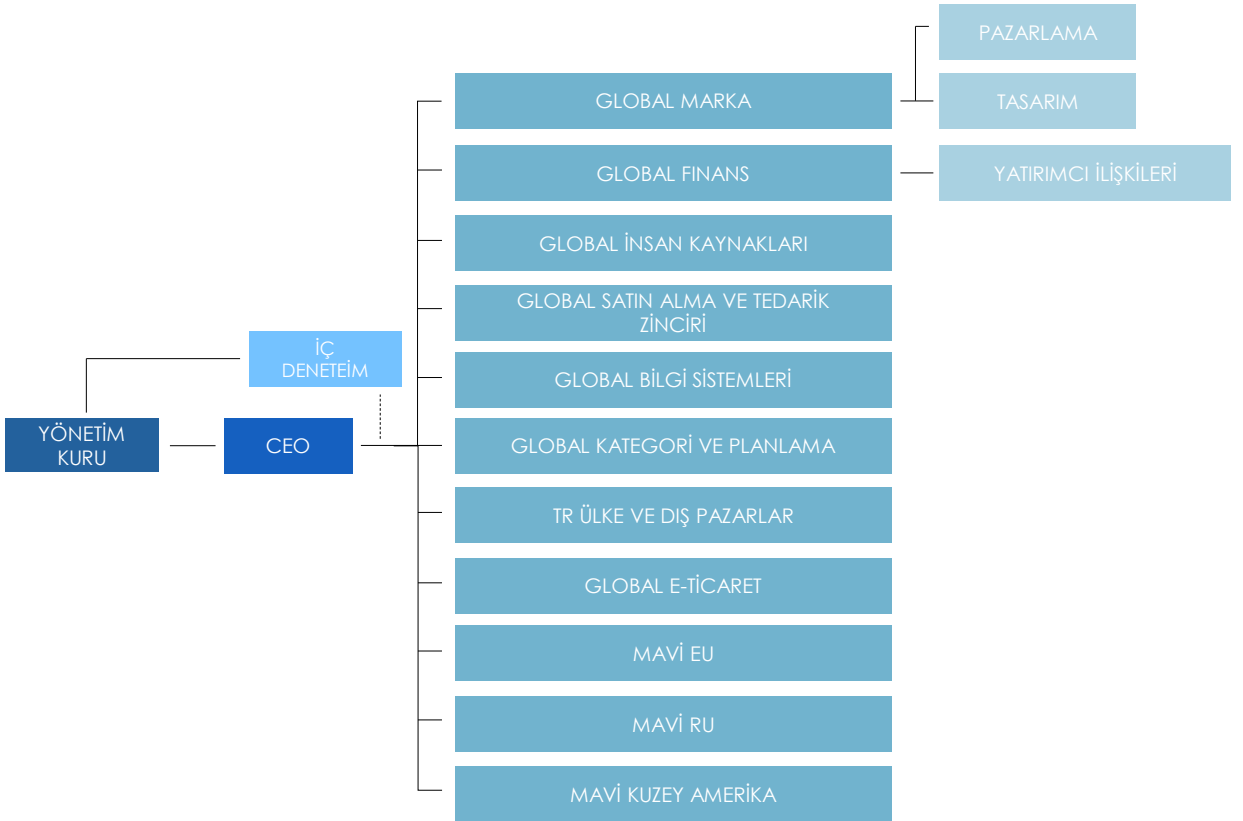 PAZARLAMA
GLOBAL MARKA
TASARIM
GLOBAL FINANS
YATIRIMCI İLİŞKİLERİ
GLOBAL İNSAN KAYNAKLARI
GLOBAL SATIN ALMA VE TEDARİK
ZİNCİRİ
İÇ
DENETEİM
GLOBAL BİLGİ SİSTEMLERİ
YÖNETİM
KURU
CEO
GLOBAL KATEGORİ VE PLANLAMA
TR ÜLKE VE DIŞ PAZARLAR
GLOBAL E-TİCARET
MAVİ EU
MAVİ RU
MAVİ KUZEY AMERİKA